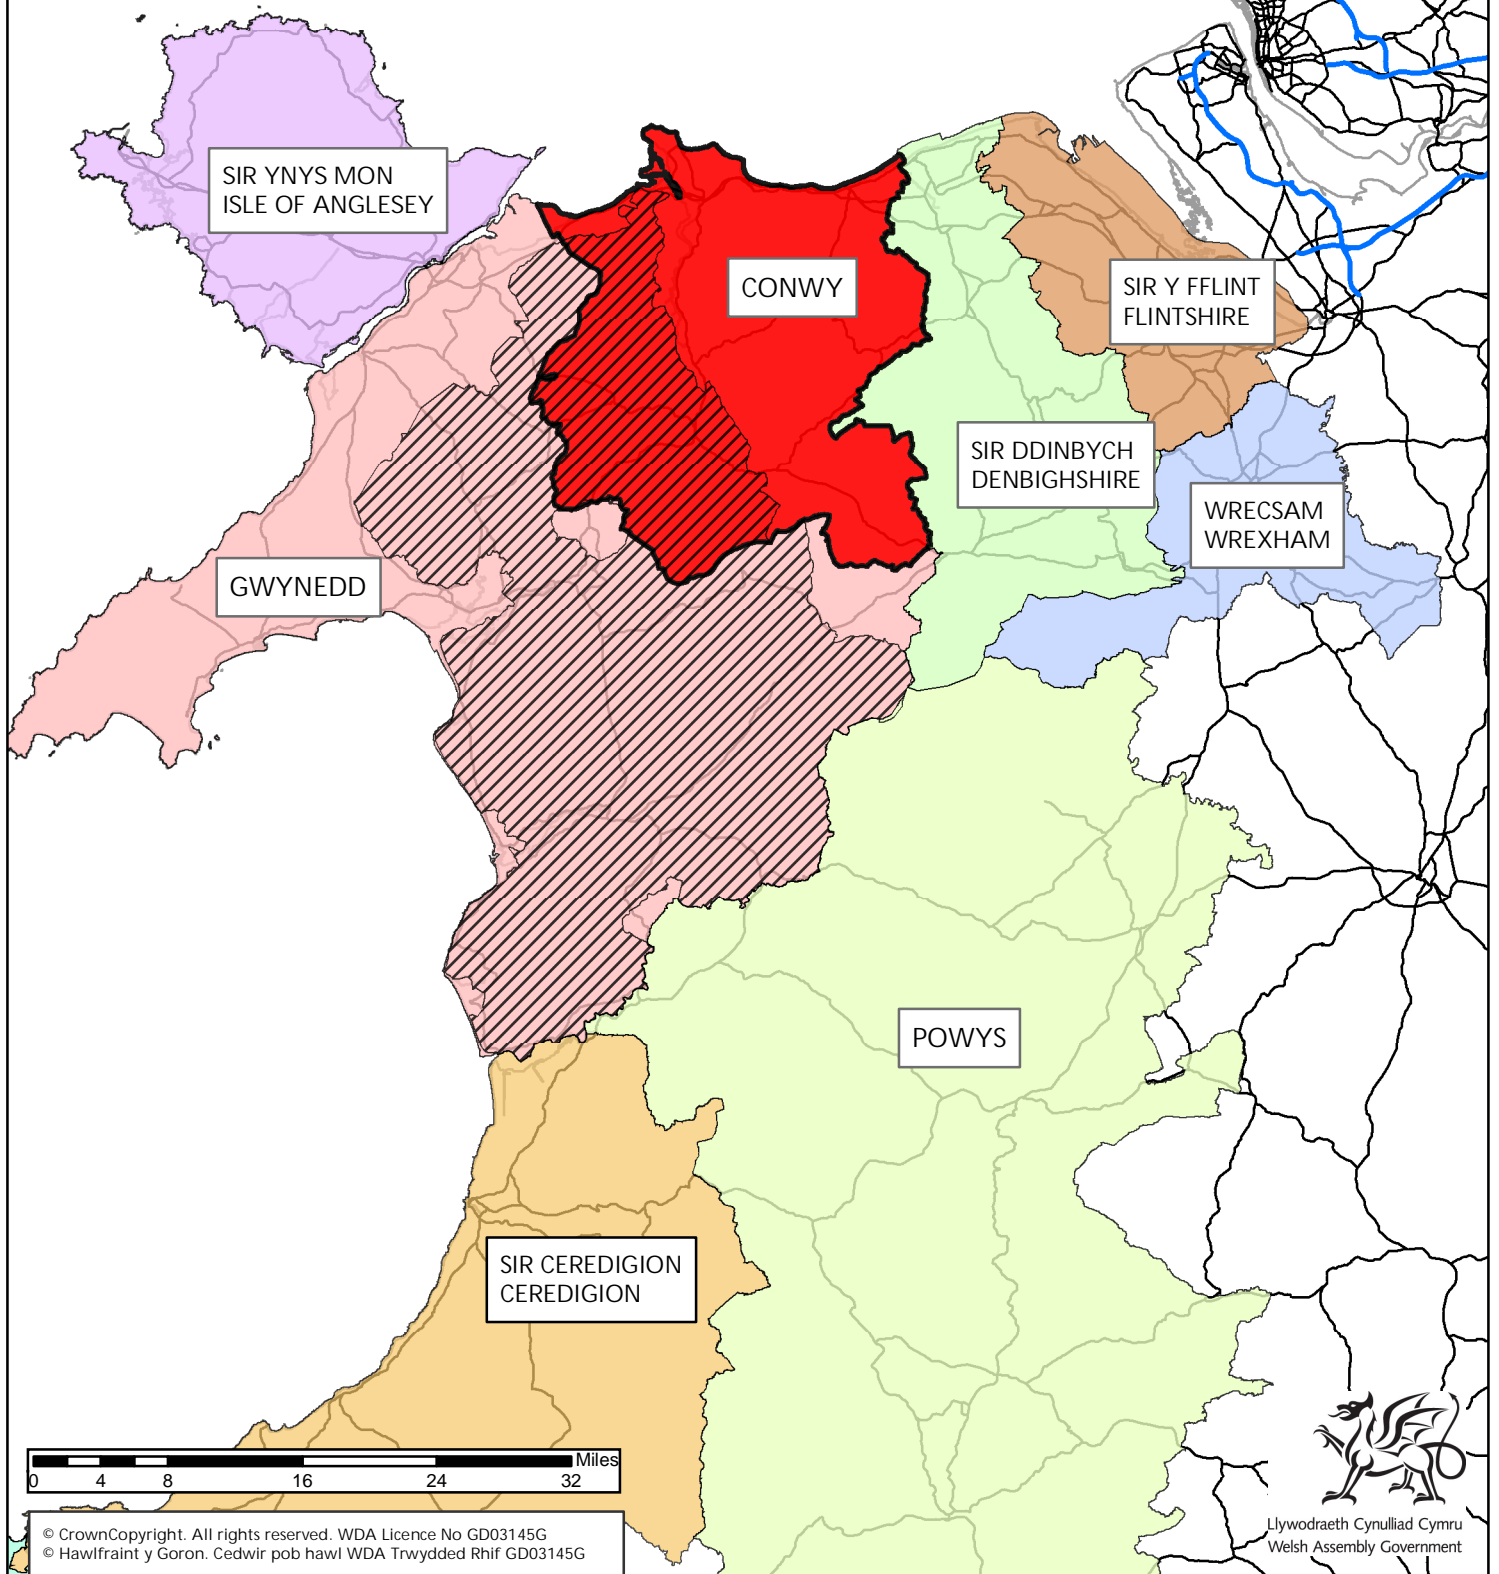 SIR YNYS MON
ISLE OF ANGLESEY
CONWY
SIR Y FFLINT
FLINTSHIRE
SIR DDINBYCH
DENBIGHSHIRE
WRECSAM
WREXHAM
GWYNEDD
POWYS
SIR CEREDIGION
CEREDIGION
Miles
0 4 8 16 24 32
© CrownCopyright. All rights reserved. WDA Licence No GD03145G
© Hawlfraint y Goron. Cedwir pob hawl WDA Trwydded Rhif GD03145G
Llywodraeth Cynulliad Cymru
Welsh Assembly Government